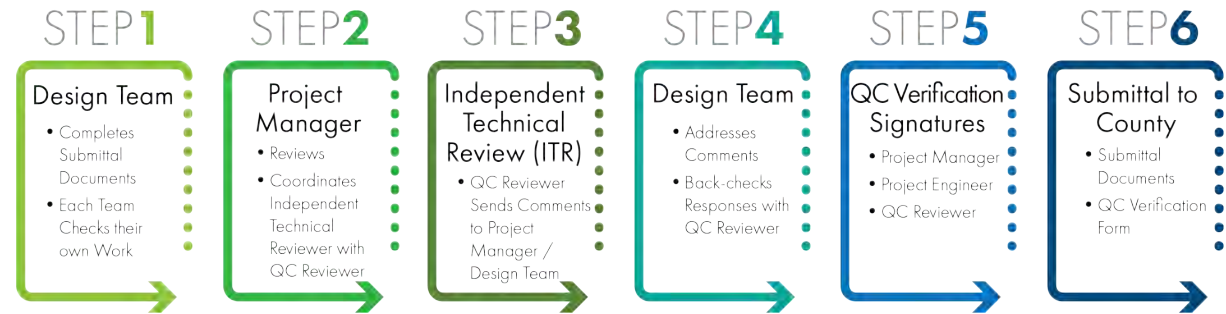 STEP1
Design Team
• Completes
Submittal
Documents
• Each Team
Checks their
own Work
STEP2
Project
Manager
• Reviews
• Coordinates
Independent
Technical
Reviewer with
QC Reviewer
STEP3
Independent
Technical
Review (ITR)
• QC Reviewer
Sends Comments
to Project
Manager /
Design Team
STEP4
Design Team
• Addresses
Comments
• Back-checks
Responses with
QC Reviewer
STEP5
QC Verification
Signatures
• Project Manager
• Project Engineer
• QC Reviewer
STEP6
Submittal to
County
• Submittal
Documents
• QC Verification
Form